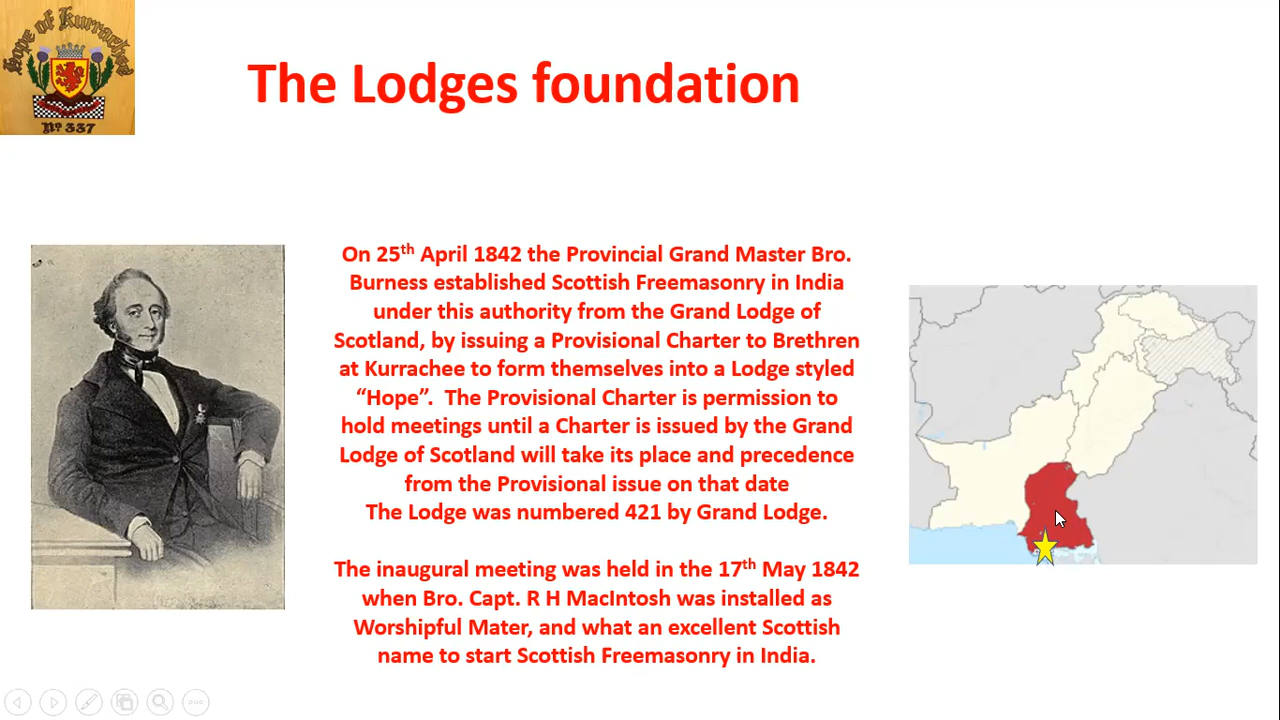 Hope of Kurrachee
Nº 337
The Lodges foundation
On 25th April 1842 the Provincial Grand Master Bro.
Burness established Scottish Freemasonry in India
under this authority from the Grand Lodge of
Scotland, by issuing a Provisional Charter to Brethren
at Kurrachee to form themselves into a Lodge styled
“Hope”.  The Provisional Charter is permission to
hold meetings until a Charter is issued by the Grand
Lodge of Scotland will take its place and precedence
from the Provisional issue on that date
The Lodge was numbered 421 by Grand Lodge.
The inaugural meeting was held in the 17th May 1842
when Bro. Capt.  R H MacIntosh was installed as
Worshipful Mater, and what an excellent Scottish
name to start Scottish Freemasonry in India.